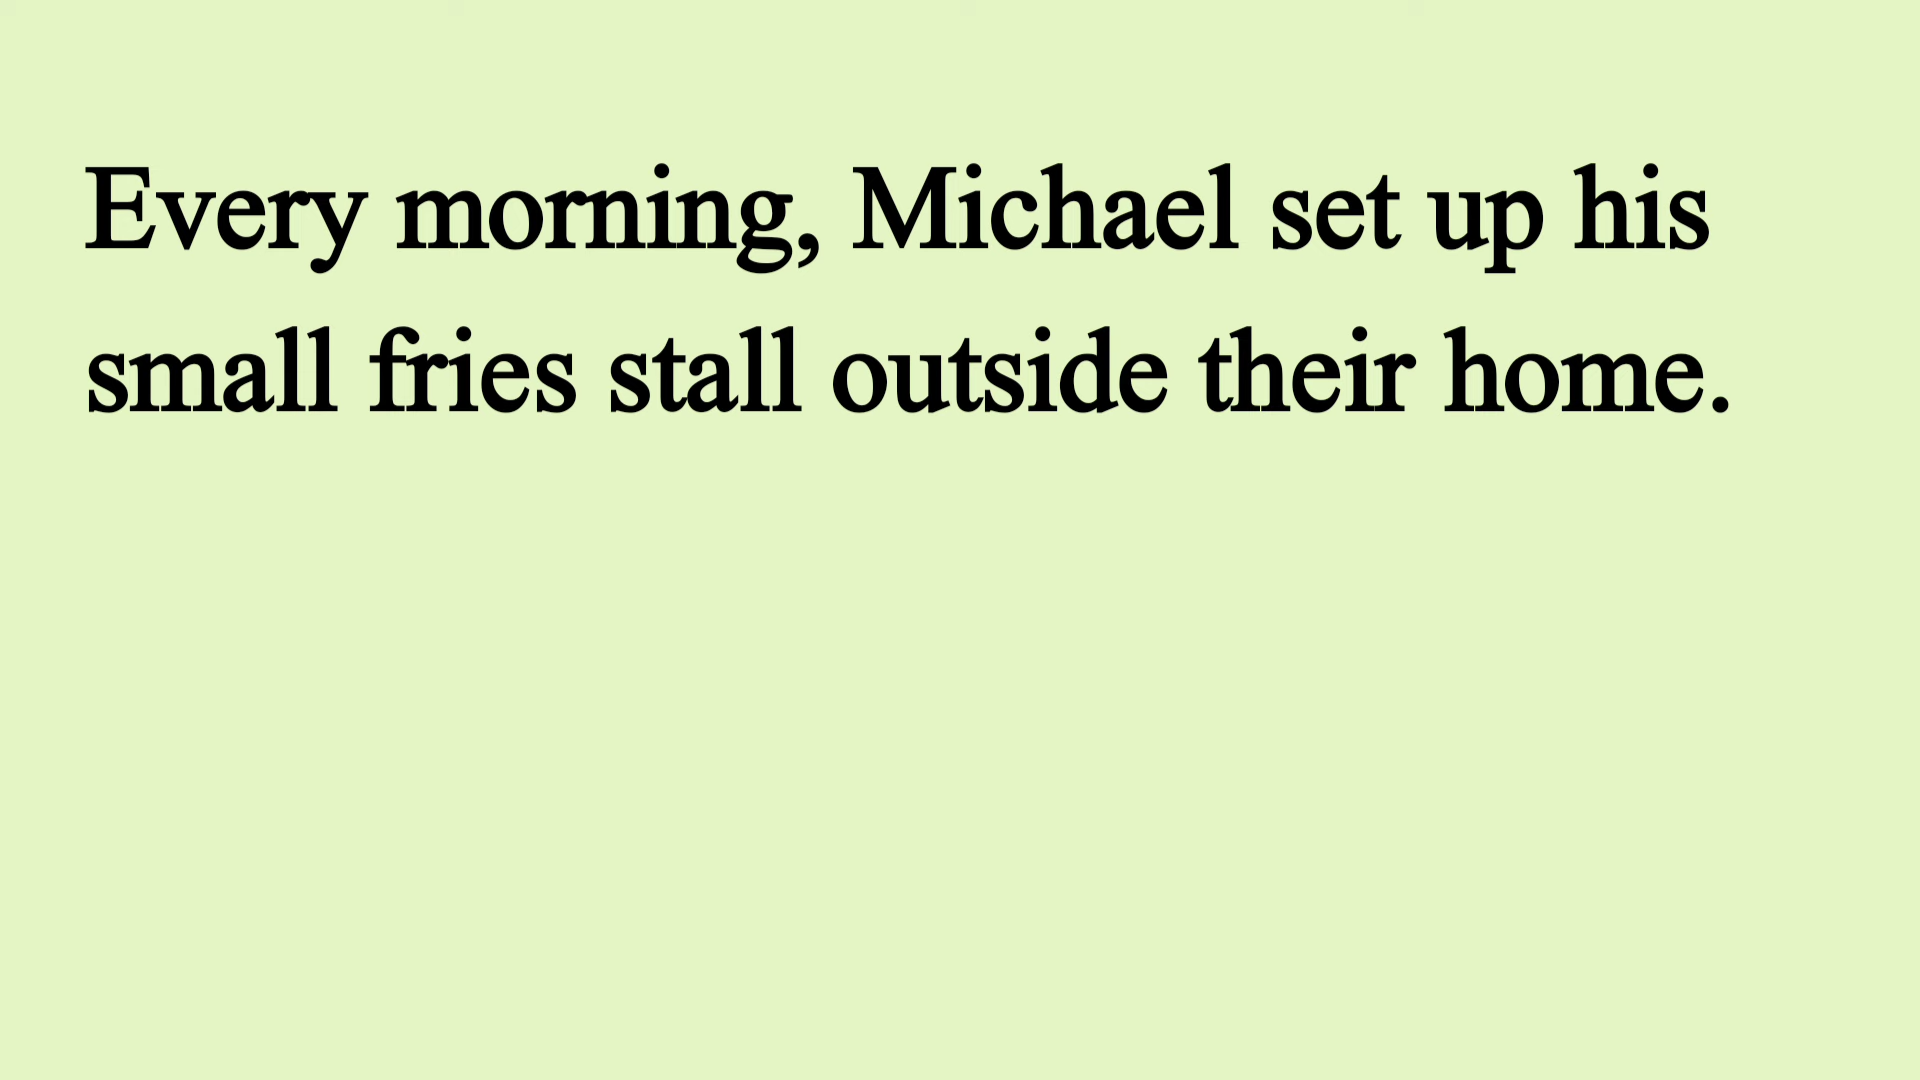 Every morning, Michael set up his
small fries stall outside their home.